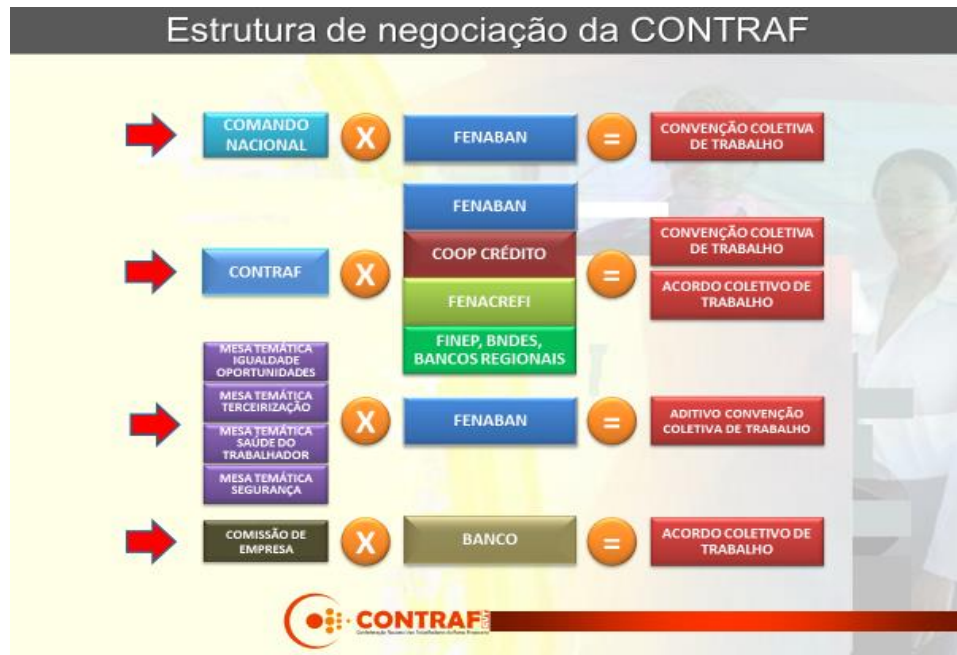 Estrutura de negociação da CONTRAF
COMANDO
NACIONAL
X
FENABAN
=
CONVENÇÃO COLETIVA
DE TRABALHO
CONTRAF
X
FENABAN
COOP CRÉDITO
FENACREFI
FINEP, BNDES,
BANCOS REGIONAIS
=
CONVENÇÃO COLETIVA
DE TRABALHO
ACORDO COLETIVO DE
TRABALHO
MESA TEMÁTICA
IGUALDADE
OPORTUNIDADES
MESA TEMÁTICA
TERCEIRIZAÇÃO
MESA TEMÁTICA
SAÚDE DO
TRABALHADOR
MESA TEMÁTICA
SEGURANÇA
X
FENABAN
=
ADITIVO CONVENÇÃO
COLETIVA DE TRABALHO
COMISSÃO DE
EMPRESA
X
BANCO
=
ACORDO COLETIVO DE
TRABALHO
CONTRAF
CUT